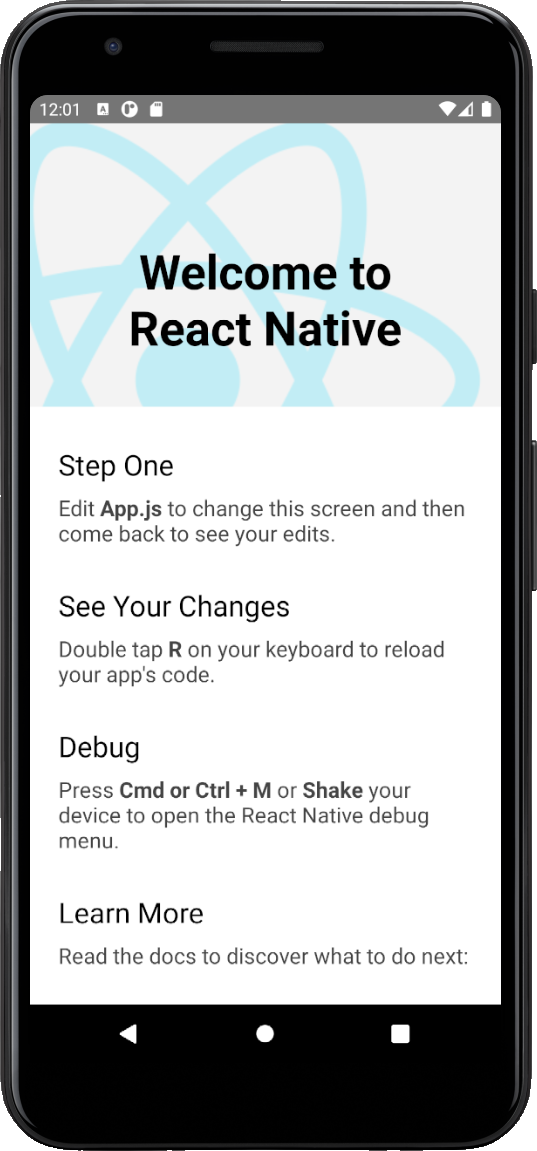 12:01
Welcome to
React Native
Step One
Edit App.js to change this screen and then
come back to see your edits.
See Your Changes
Double tap R on your keyboard to reload
your app's code.
Debug
Press Cmd or Ctrl + M or Shake your
device to open the React Native debug
menu.
Learn More
Read the docs to discover what to do next: